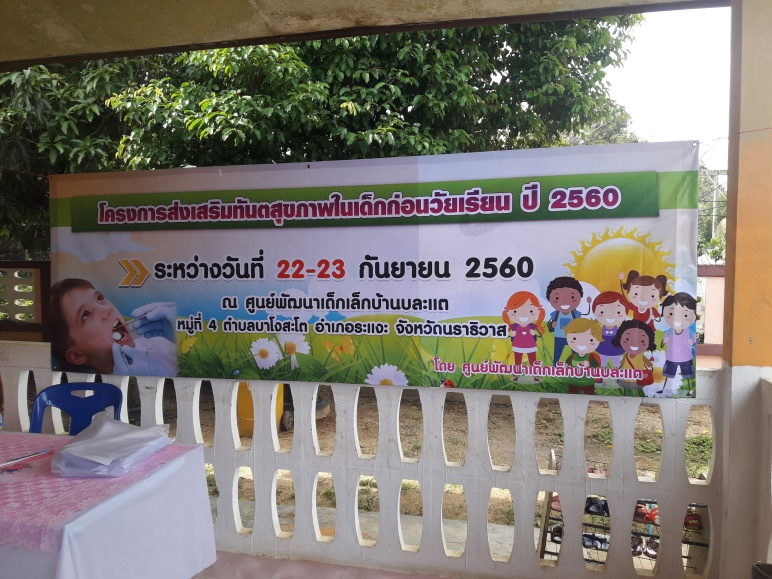 โครงการส่งเสริมทันตสุขภาพในเด็กก่อนวัยเรียน ปี 2560
ระหว่างวันที่ 22-23 กันยายน 2560
ณ ศูนย์พัฒนาเด็กเล็กบ้านบละแต
หมู่ที่ 4 ตำบลบาโงสะโต อำเภอระแงะ จังหวัดนราธิวาส
โดย ศูนย์พัฒนาเด็กเล็กบ้านบละแต